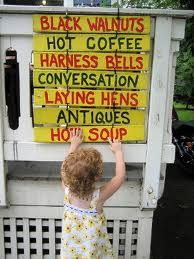 BLACK WALNUTS
HOT COFFEE
HARNESS BELLS
CONVERSATION
LAYING HENS
ANTIQUES
HOT SOUP